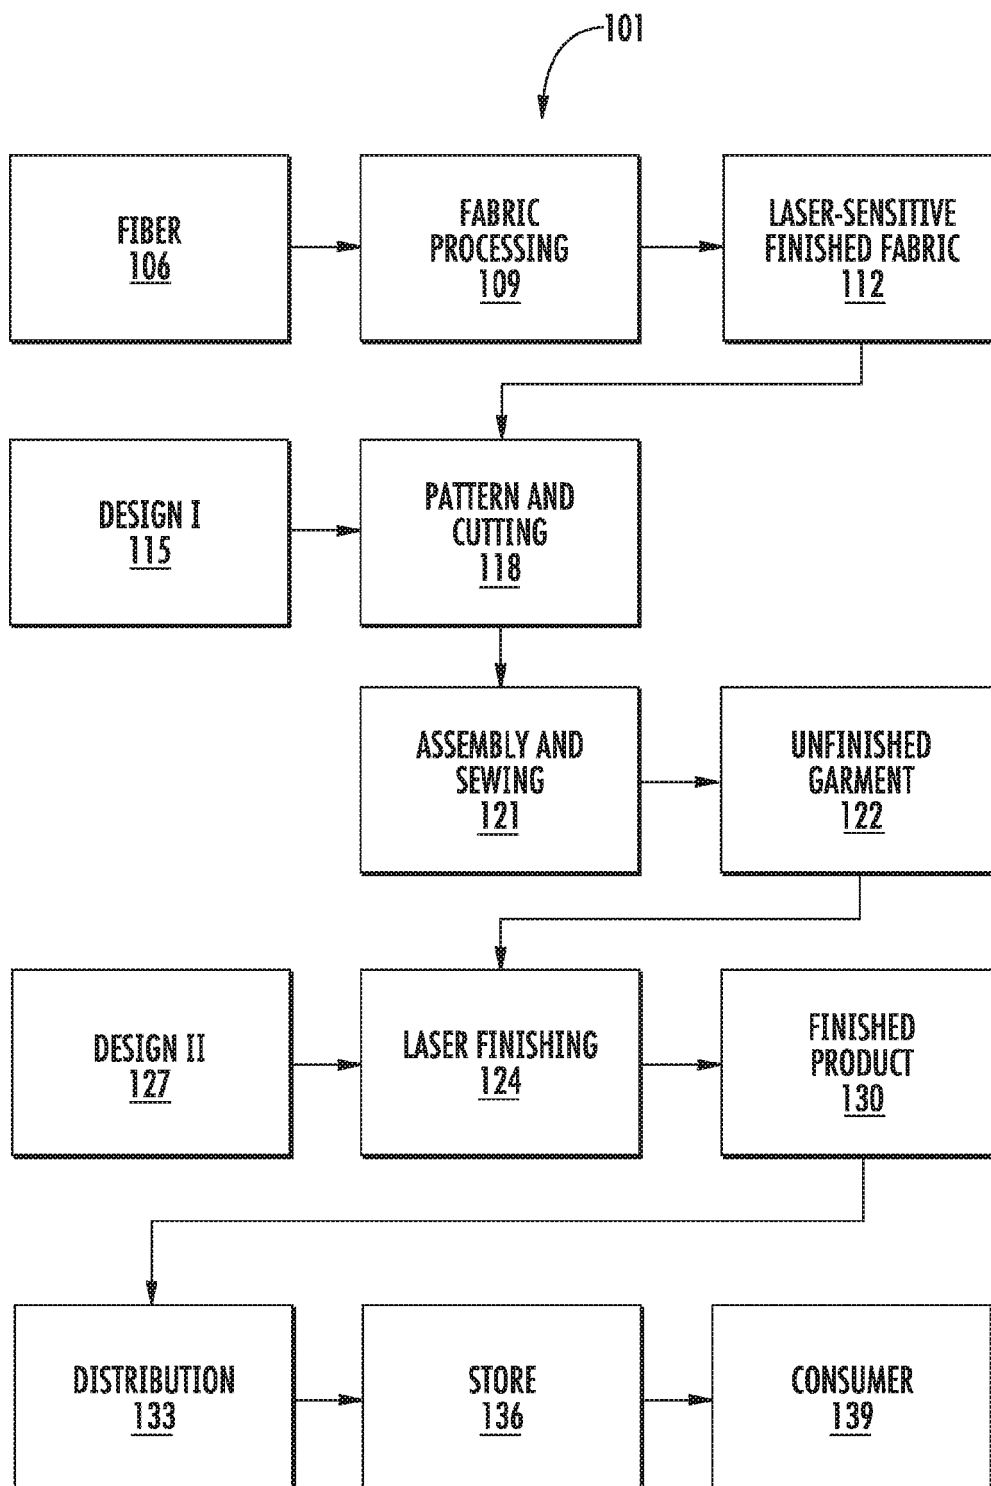 101
FIBER
106
FABRIC
PROCESSING
109
LASER-SENSITIVE
FINISHED FABRIC
112
DESIGN I
115
PATTERN AND
CUTTING
118
ASSEMBLY AND
SEWING
121
UNFINISHED
GARMENT
122
DESIGN II
127
LASER FINISHING
124
FINISHED
PRODUCT
130
DISTRIBUTION
133
STORE
136
CONSUMER
139